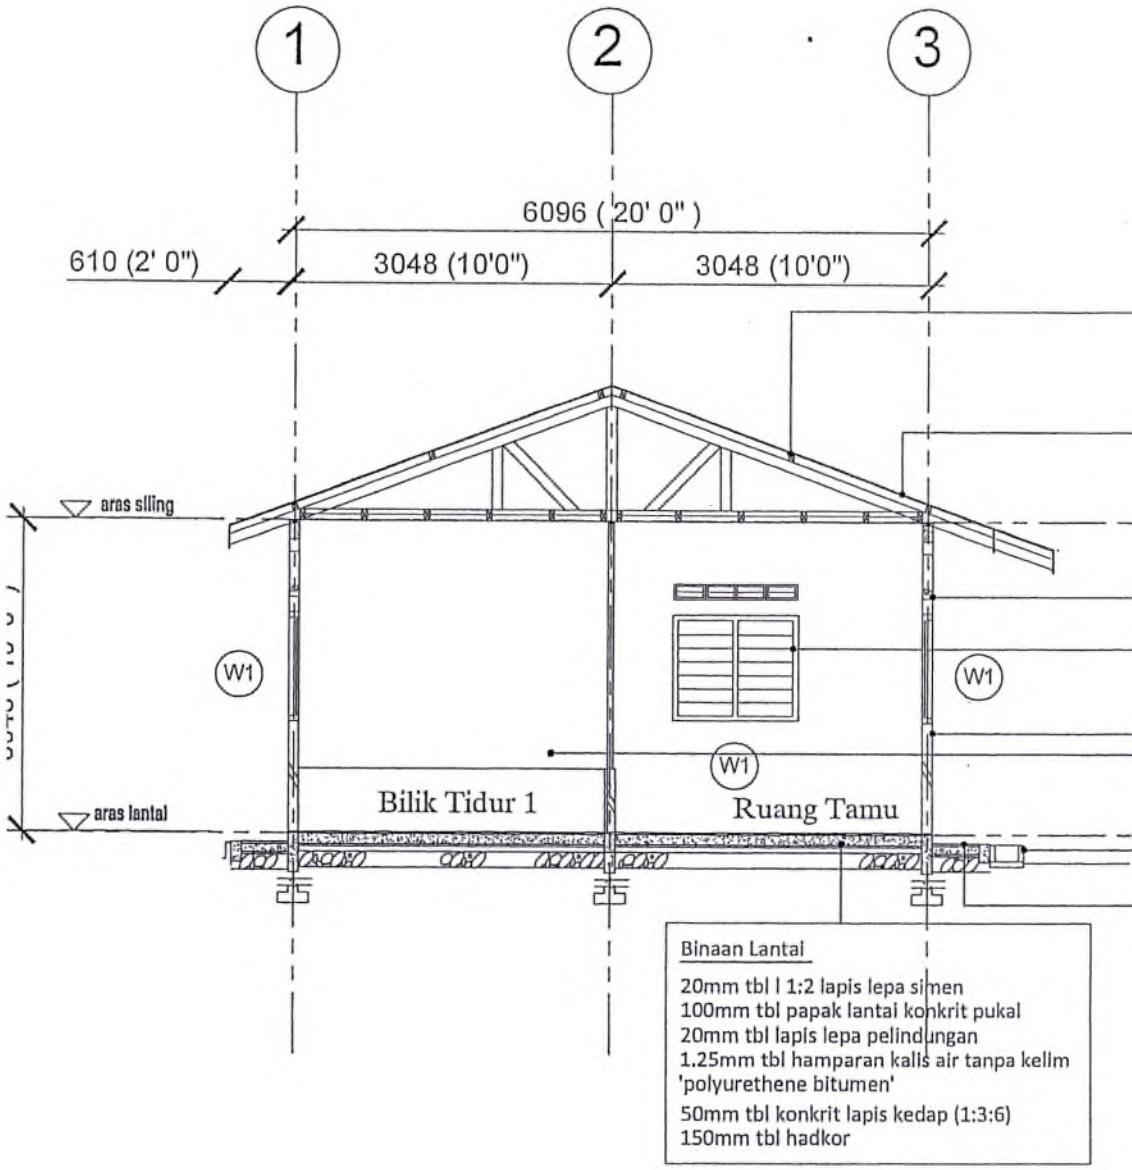 1
2
3
6096 ( 20' 0" )
610 (2' 0")
3048 (10'0")
3048 (10'0")
aras siling
W1
W1
W1
Bilik Tidur 1
Ruang Tamu
aras lantai
Binaan Lantai
20mm tbl l 1:2 lapis lepa simen
100mm tbl papak lantai konkrit pukal
20mm tbl lapis lepa pelindungan
1.25mm tbl hamparan kalis air tanpa kelim
'polyurethene bitumen'
50mm tbl konkrit lapis kedap (1:3:6)
150mm tbl hadkor